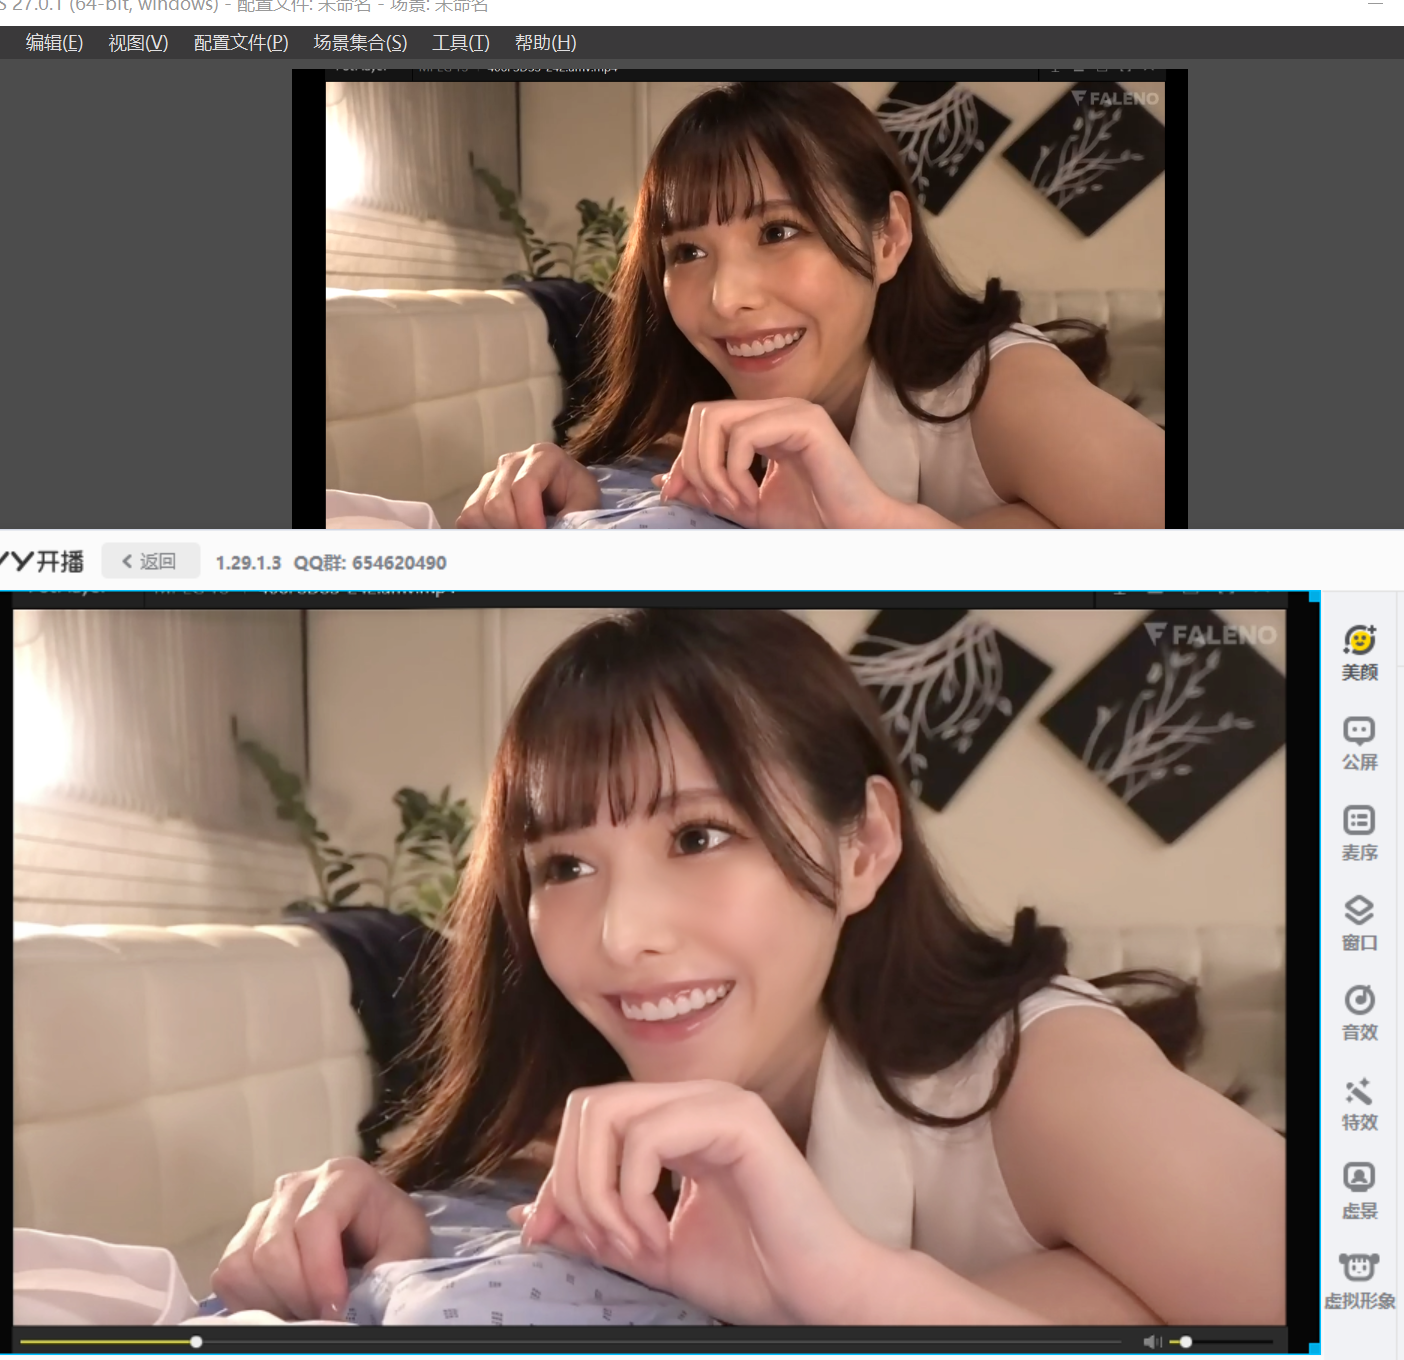 S 27.0.1 (64-bit, windows) - 配置文件: 未命名 - 场景: 未命名
编辑(E) 视图(V) 配置文件(P) 场景集合(S) 工具(T) 帮助(H)
FALENO
YY开播 返回 1.29.1.3 QQ群: 654620490
FALENO
美颜
公屏
麦序
窗口
音效
特效
虚景
虚拟形象